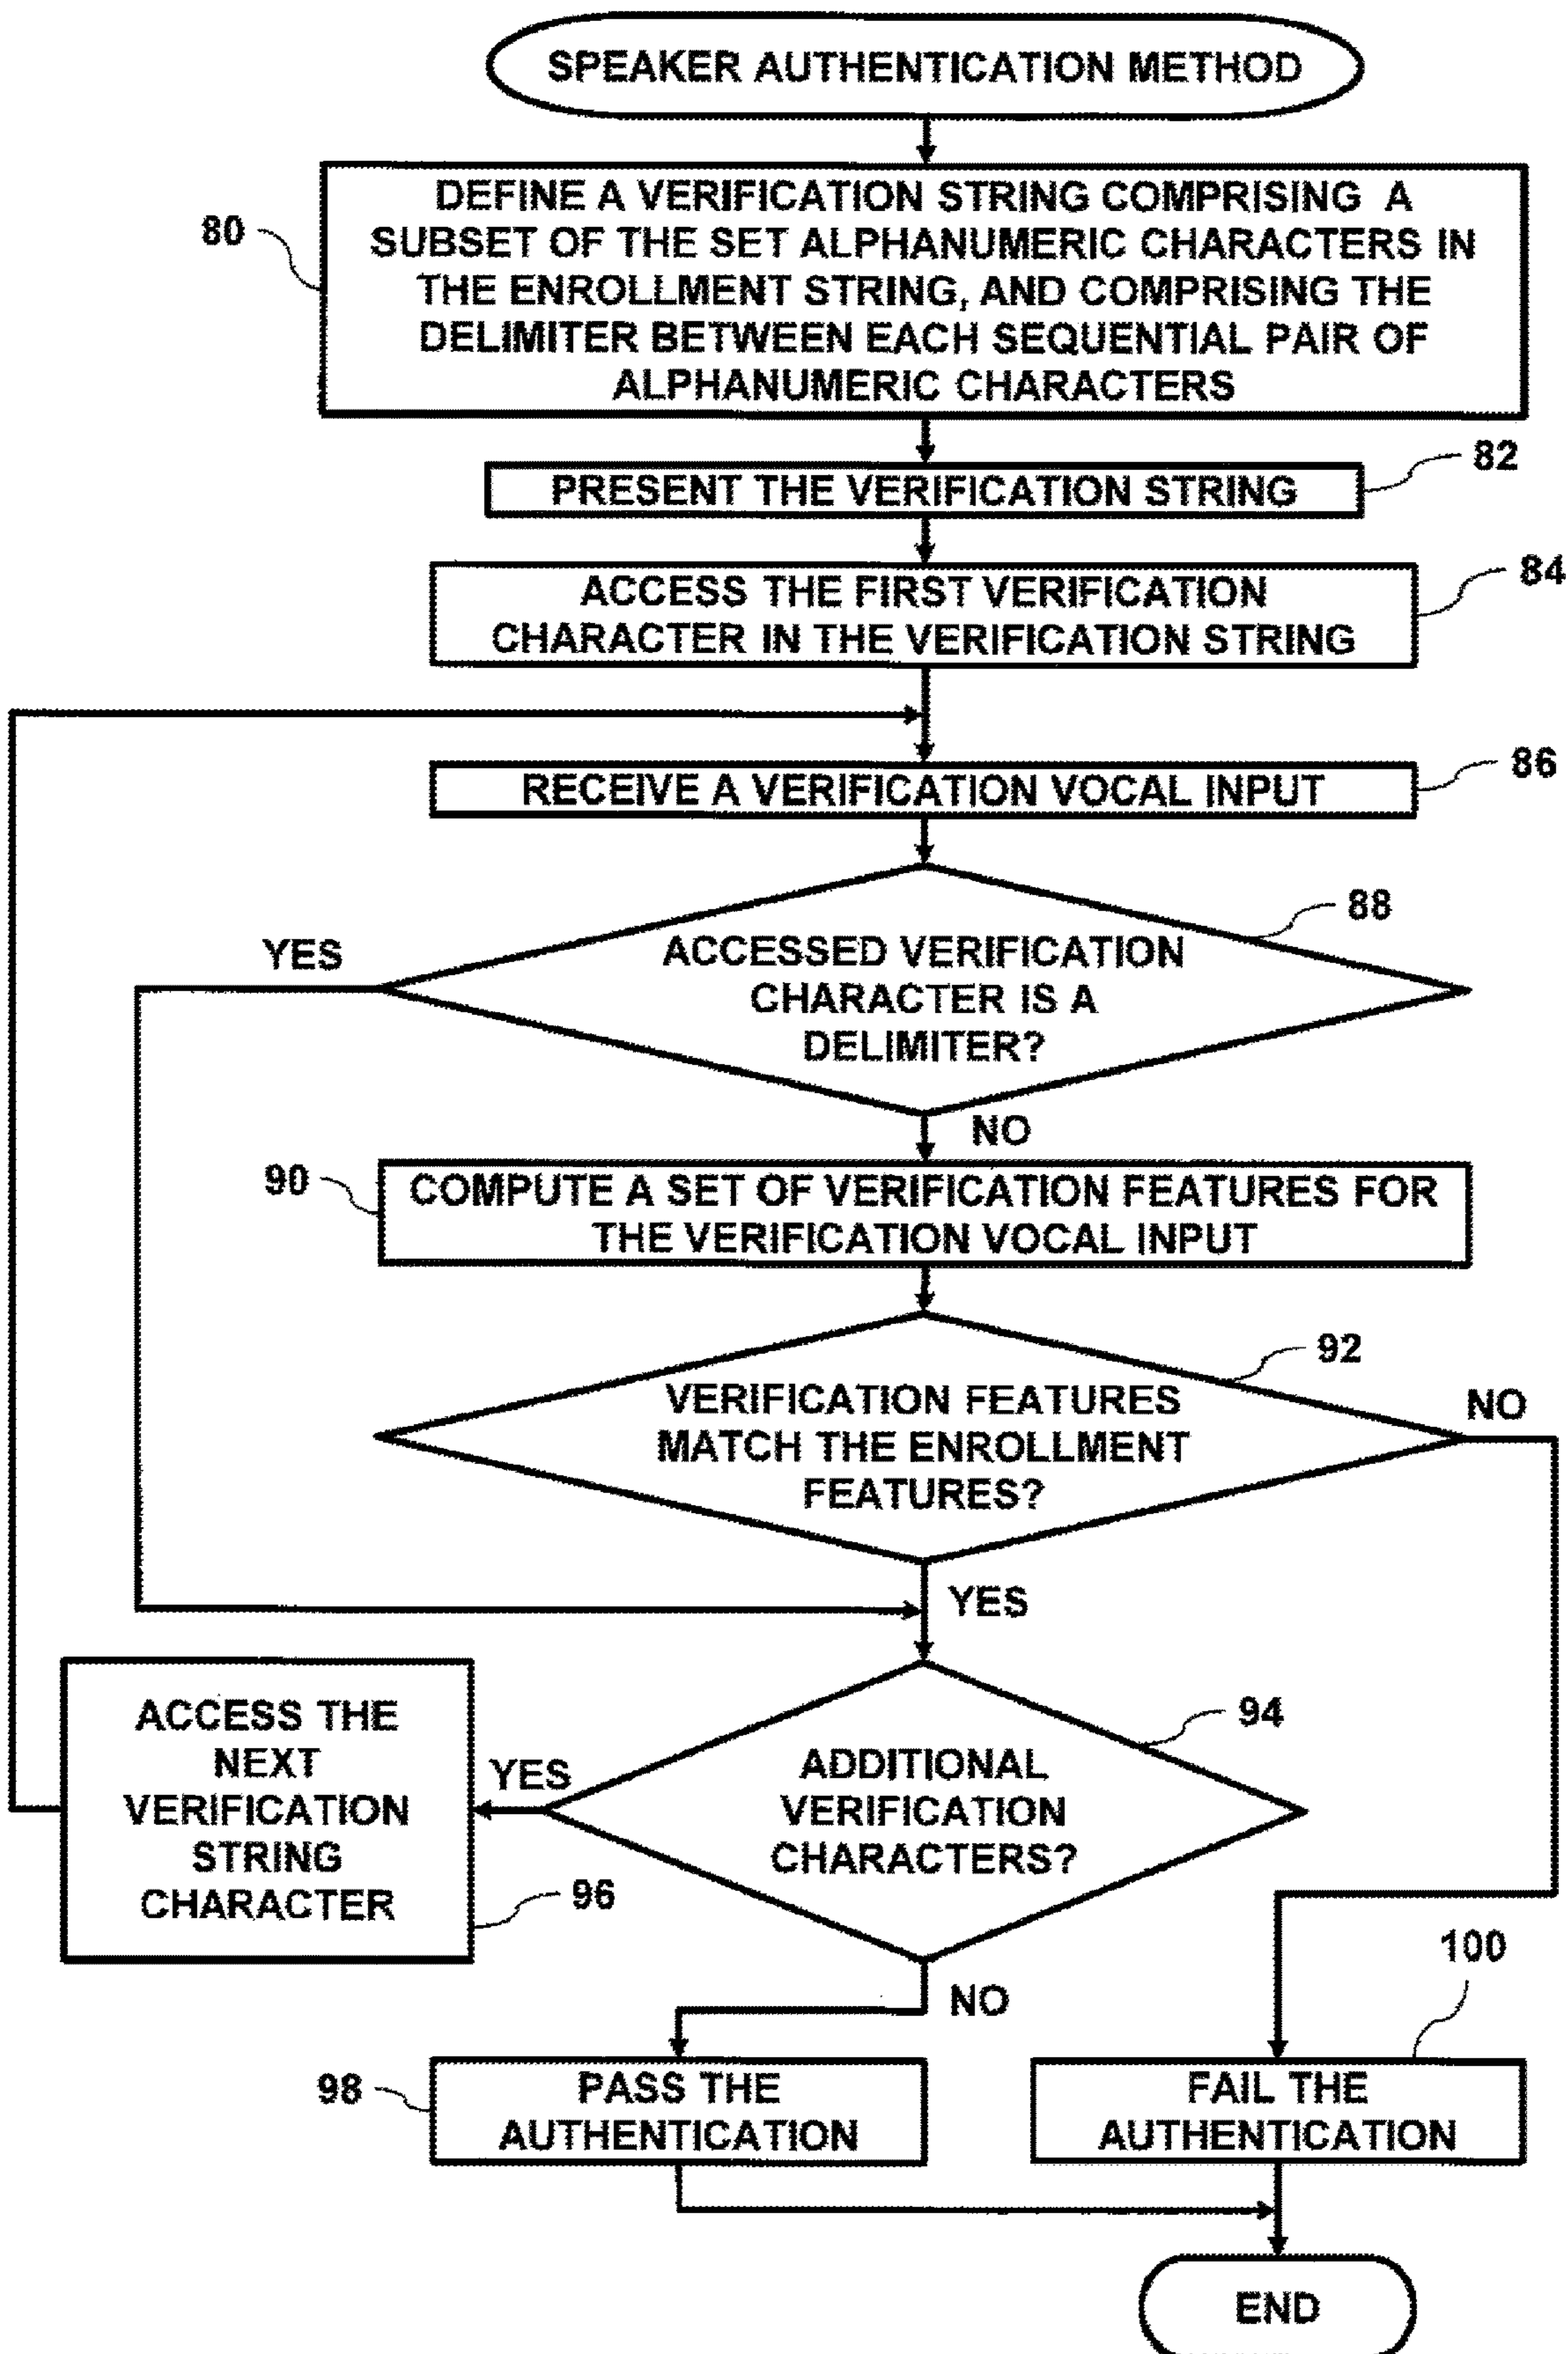 SPEAKER AUTHENTICATION METHOD
80
DEFINE A VERIFICATION STRING COMPRISING A
SUBSET OF THE SET ALPHANUMERIC CHARACTERS IN
THE ENROLLMENT STRING, AND COMPRISING THE
DELIMITER BETWEEN EACH SEQUENTIAL PAIR OF
ALPHANUMERIC CHARACTERS
82
PRESENT THE VERIFICATION STRING
84
ACCESS THE FIRST VERIFICATION
CHARACTER IN THE VERIFICATION STRING
86
RECEIVE A VERIFICATION VOCAL INPUT
88
YES
ACCESSED VERIFICATION
CHARACTER IS A
DELIMITER?
NO
90
COMPUTE A SET OF VERIFICATION FEATURES FOR
THE VERIFICATION VOCAL INPUT
92
NO
VERIFICATION FEATURES
MATCH THE ENROLLMENT
FEATURES?
YES
94
ADDITIONAL
VERIFICATION
CHARACTERS?
YES
ACCESS THE
NEXT
VERIFICATION
STRING
CHARACTER
96
NO
100
98
PASS THE
AUTHENTICATION
FAIL THE
AUTHENTICATION
END